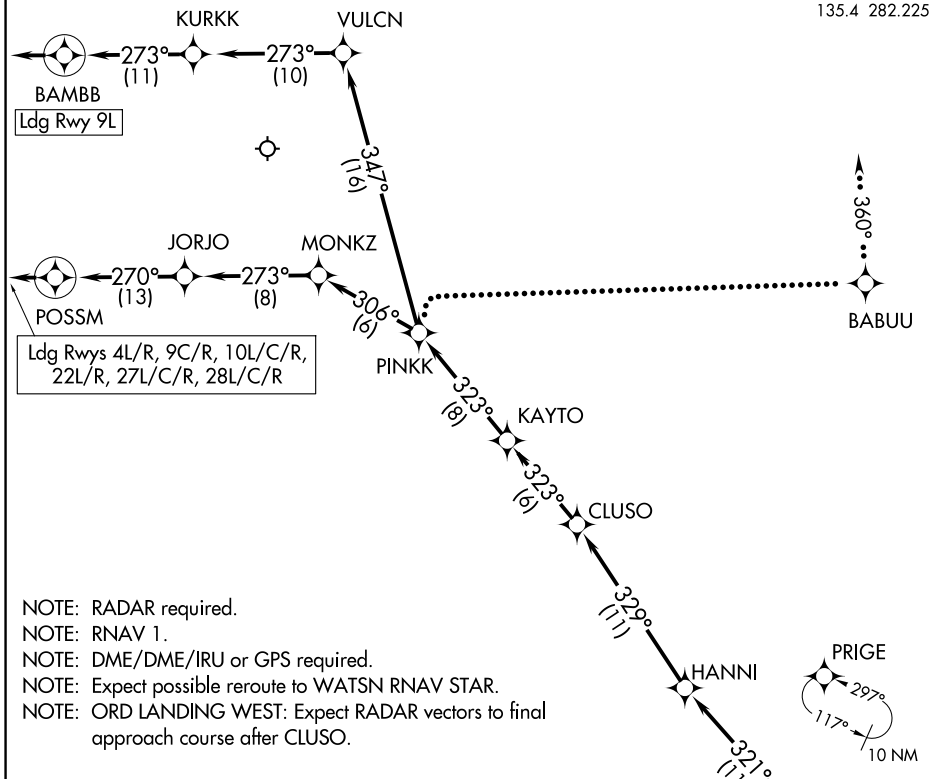 135.4 282.225
KURKK
VULCN
273°
(11)
273°
(10)
BAMBB
Ldg Rwy 9L
347°
(16)
360°
JORJO
MONKZ
270°
(13)
273°
(8)
306°
(6)
POSSM
BABUU
Ldg Rwys 4L/R, 9C/R, 10L/C/R,
22L/R, 27L/C/R, 28L/C/R
PINKK
323°
(8)
KAYTO
323°
(6)
CLUSO
329°
(11)
NOTE: RADAR required.
NOTE: RNAV 1.
NOTE: DME/DME/IRU or GPS required.
NOTE: Expect possible reroute to WATSN RNAV STAR.
NOTE: ORD LANDING WEST: Expect RADAR vectors to final
approach course after CLUSO.
HANNI
PRIGE
297°
117°
10 NM
321°